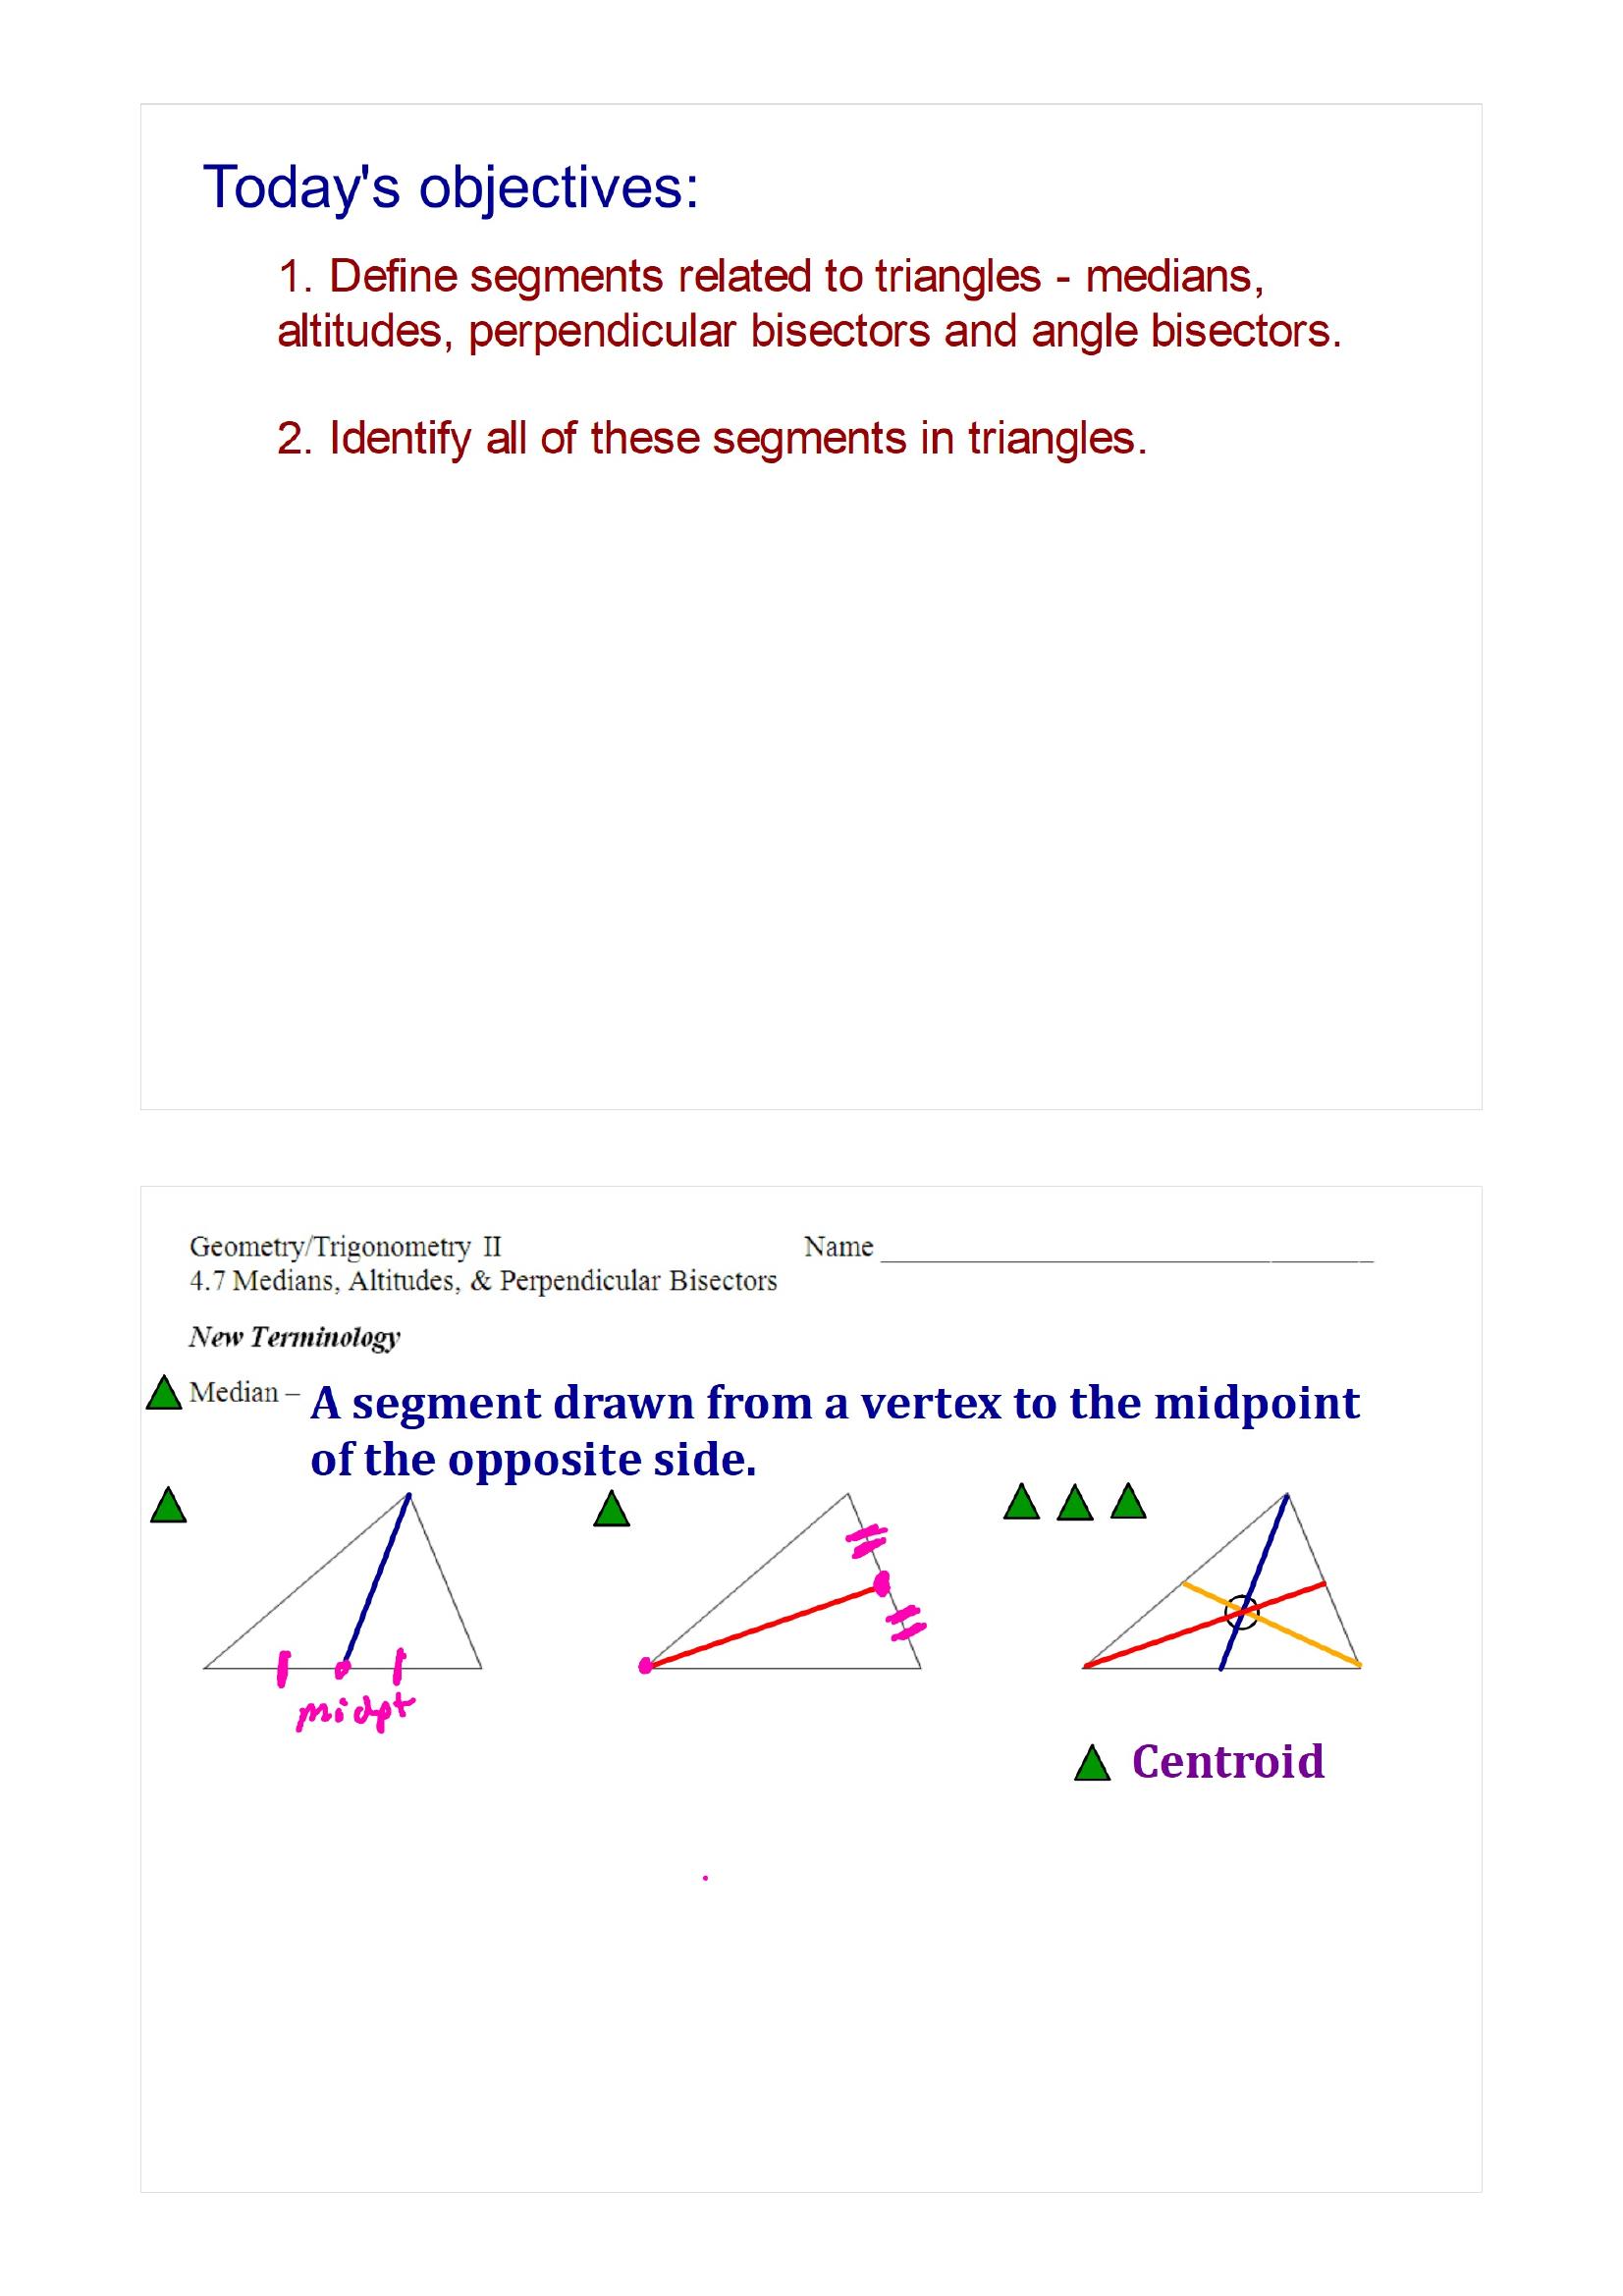 Today's objectives:
1. Define segments related to triangles - medians,
altitudes, perpendicular bisectors and angle bisectors.
2. Identify all of these segments in triangles.
Geometry/Trigonometry II Name ____________________
4.7 Medians, Altitudes, & Perpendicular Bisectors
New Terminology
Median – A segment drawn from a vertex to the midpoint
of the opposite side.
midpt
Centroid